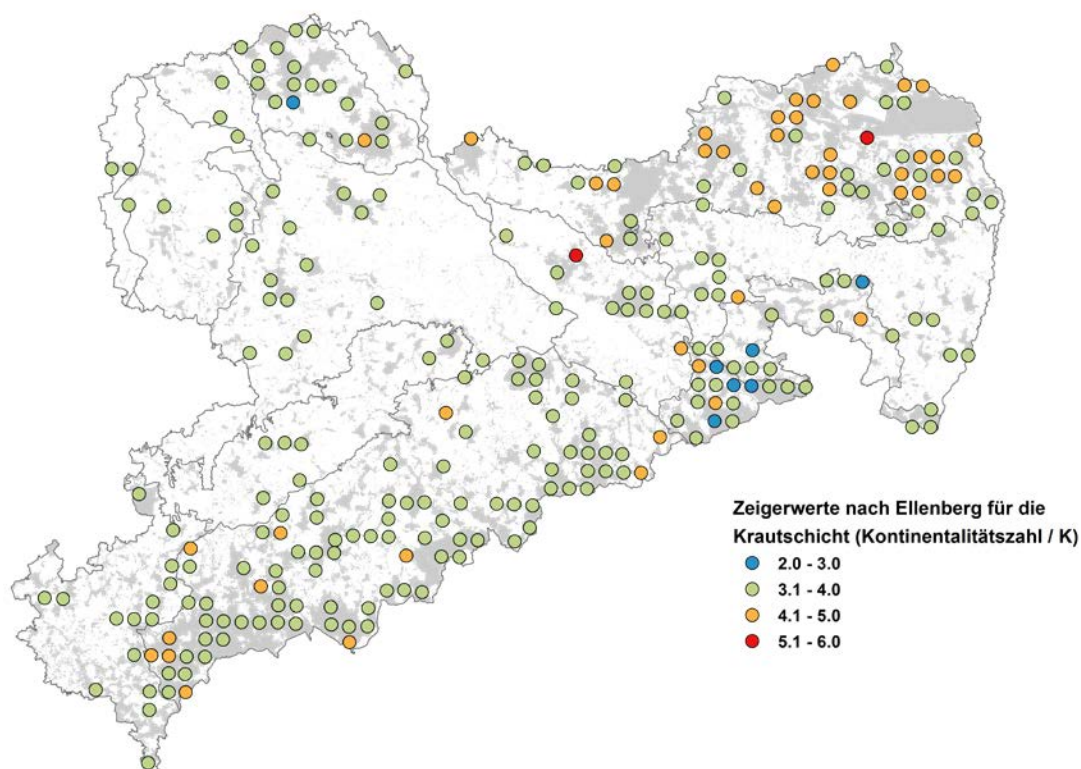 Zeigerwerte nach Ellenberg für die
Krautschicht (Kontinentalitätszahl / K)
2.0 - 3.0
3.1 - 4.0
4.1 - 5.0
5.1 - 6.0